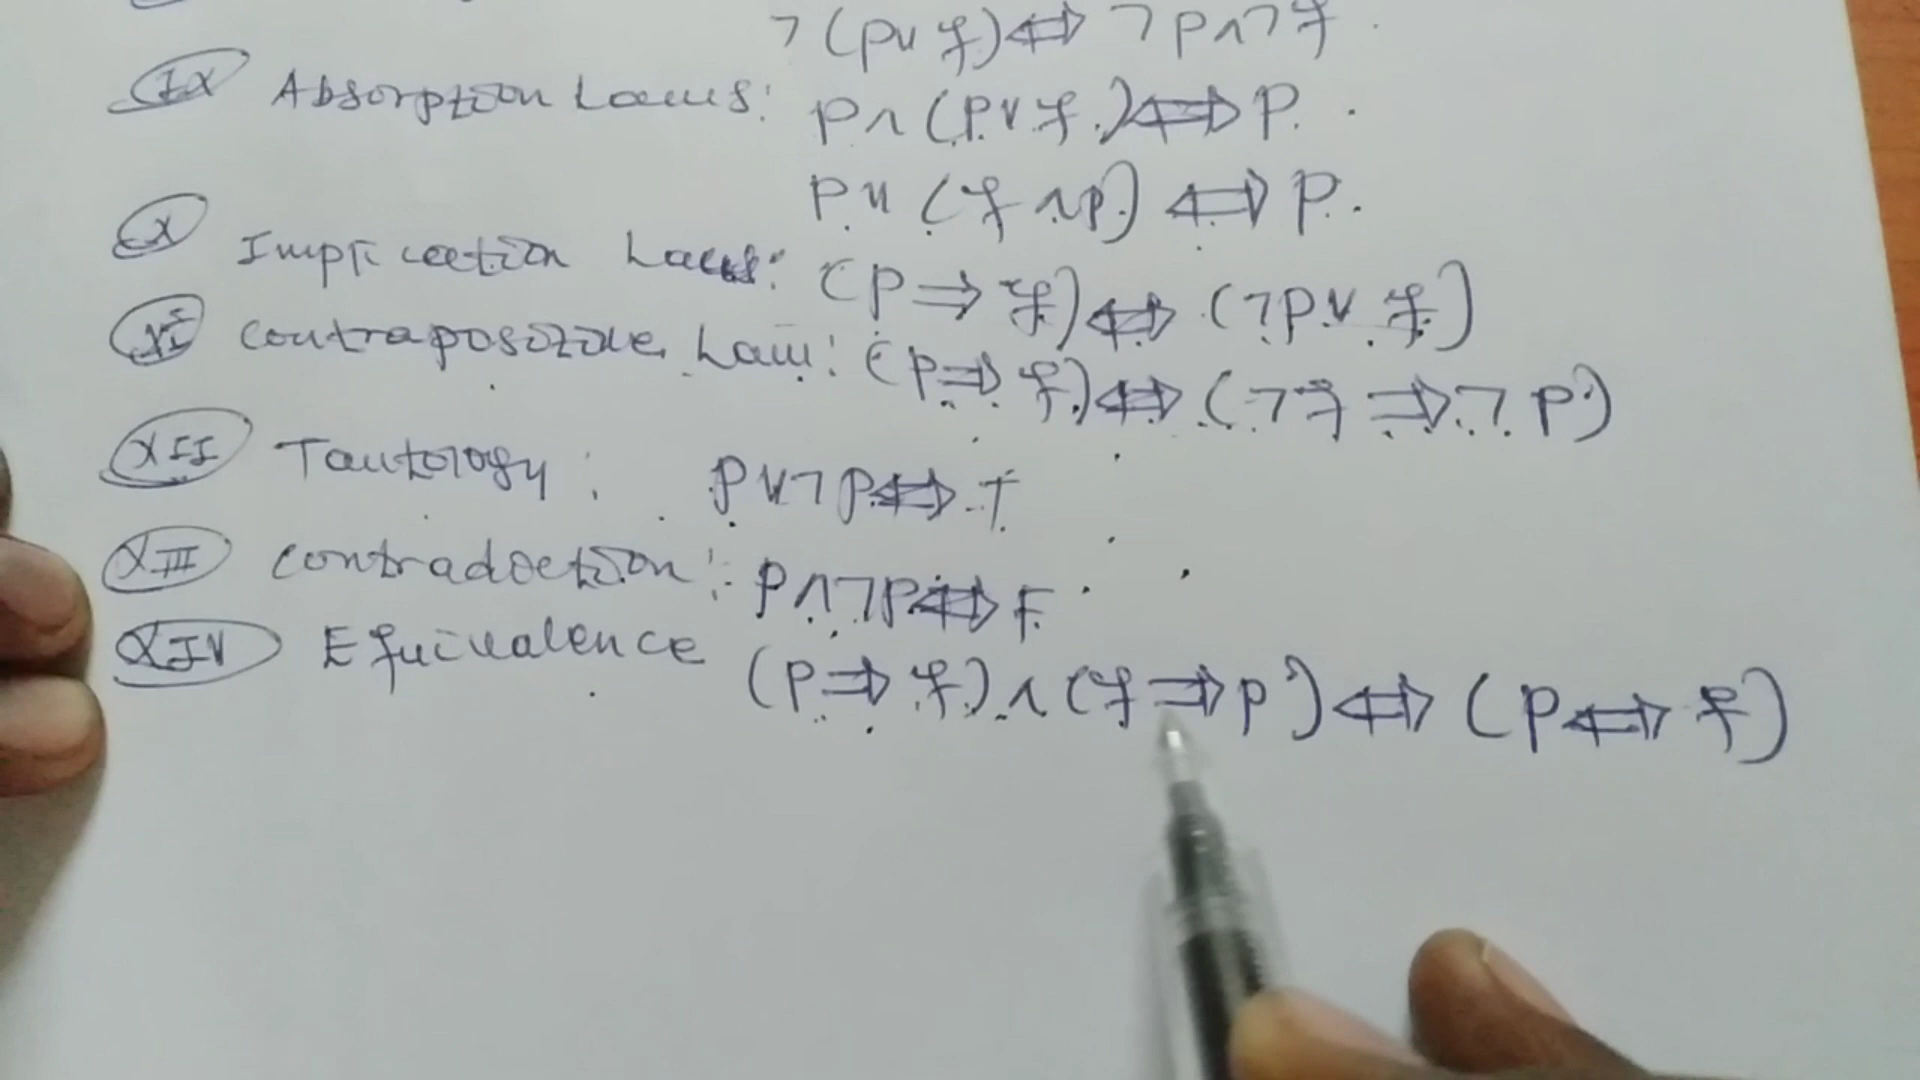 ¬(p∨q)⟺¬p∧¬q.
IX Absorption Laws: p∧(p∨q)⟺p.
p∨(q∧p)⟺p.
X Implication Laws: (p⟹q)⟺(¬p∨q)
XI Contrapositive Law: (p⟹q)⟺(¬q⟹¬p)
XII Tautology: p∨¬p⟺T
XIII Contradiction: p∧¬p⟺F
XIV Equivalence (p⟹q)∧(q⟹p)⟺(p⟺q)